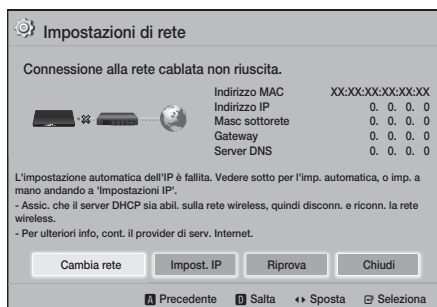 Impostazioni di rete
Connessione alla rete cablata non riuscita.
Indirizzo MAC XX:XX:XX:XX:XX:XX
Indirizzo IP 0. 0. 0. 0
Masc sottorete 0. 0. 0. 0
Gateway 0. 0. 0. 0
Server DNS 0. 0. 0. 0
L'impostazione automatica dell'IP è fallita. Vedere sotto per l'imp. automatica, o imp. a
mano andando a 'Impostazioni IP'.
- Assic. che il server DHCP sia abil. sulla rete wireless, quindi disconn. e riconn. la rete
wireless.
- Per ulteriori info, cont. il provider di serv. Internet.
Cambia rete Impost. IP Riprova Chiudi
A Precedente D Salta Sposta Seleziona